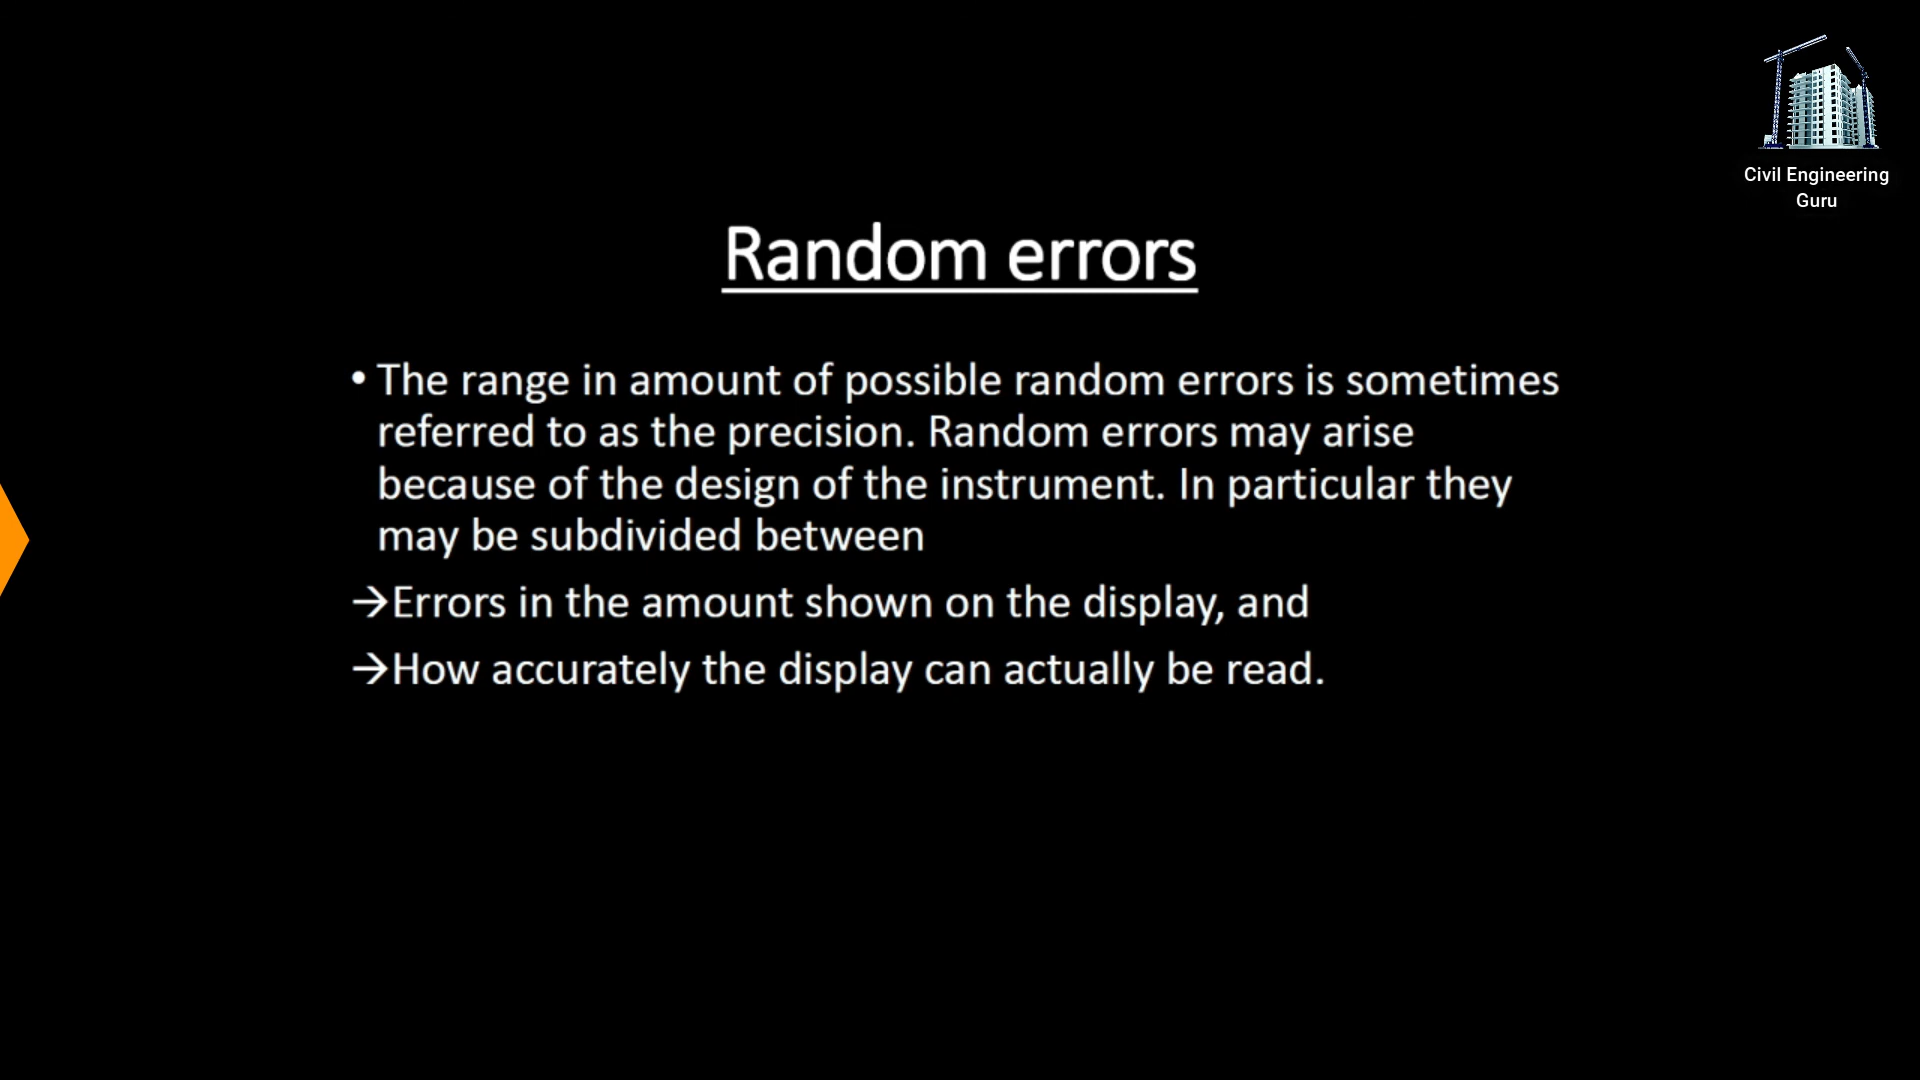 Civil Engineering
Guru
Random errors
• The range in amount of possible random errors is sometimes
referred to as the precision. Random errors may arise
because of the design of the instrument. In particular they
may be subdivided between
→Errors in the amount shown on the display, and
→How accurately the display can actually be read.